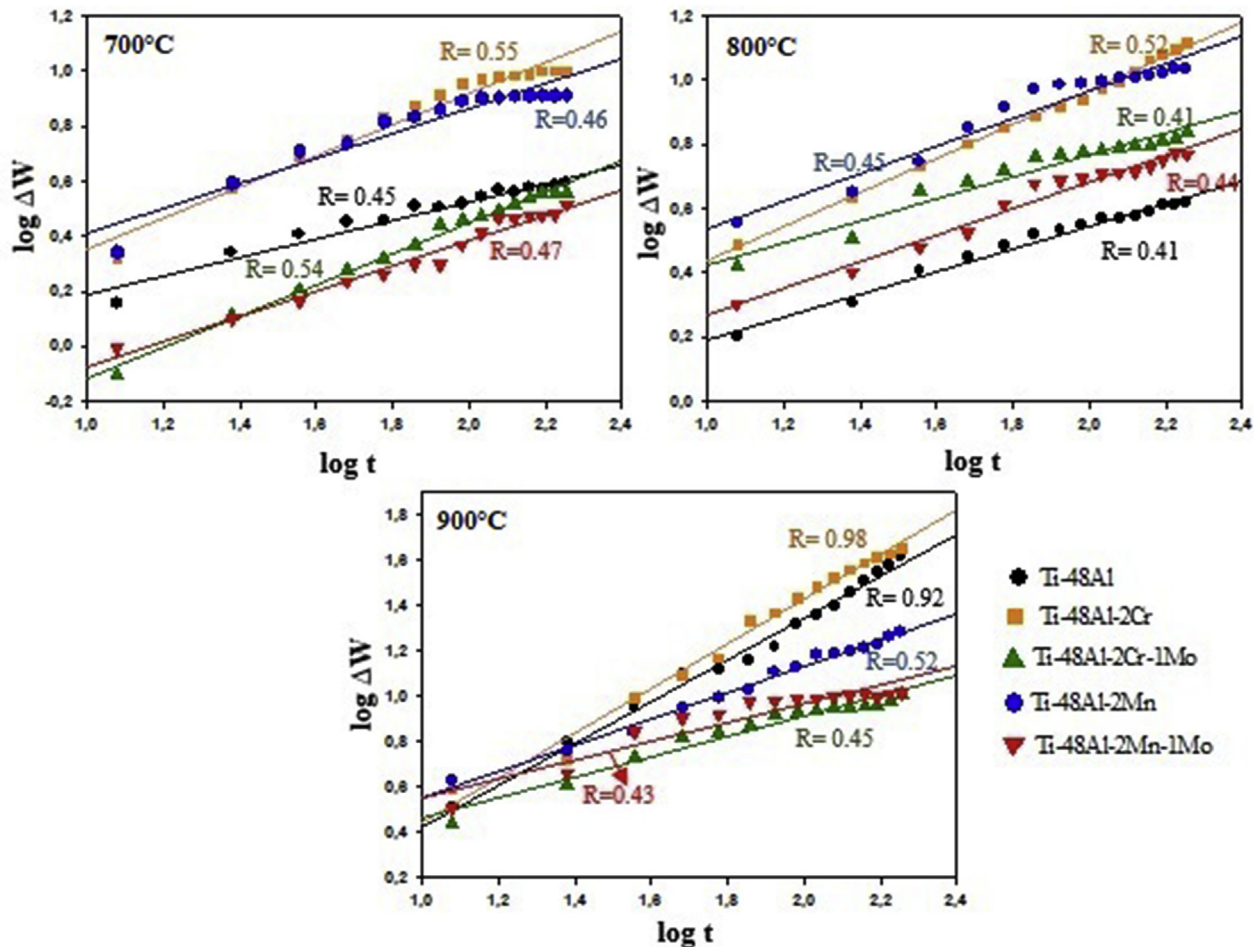 700°C
R= 0.55
R=0.46
R= 0.45
R= 0.54
R=0.47
log ΔW
1,2
1,0
0,8
0,6
0,4
0,2
0,0
-0,2
1,0 1,2 1,4 1,6 1,8 2,0 2,2 2,4
log t
800°C
R= 0.52
R=0.45
R= 0.41
R= 0.44
R= 0.41
log ΔW
1,2
1,0
0,8
0,6
0,4
0,2
0,0
1,0 1,2 1,4 1,6 1,8 2,0 2,2 2,4
log t
900°C
R= 0.98
R= 0.92
R=0.52
R= 0.45
R=0.43
log ΔW
1,8
1,6
1,4
1,2
1,0
0,8
0,6
0,4
0,2
1,0 1,2 1,4 1,6 1,8 2,0 2,2 2,4
log t
Ti-48Al
Ti-48Al-2Cr
Ti-48Al-2Cr-1Mo
Ti-48Al-2Mn
Ti-48Al-2Mn-1Mo